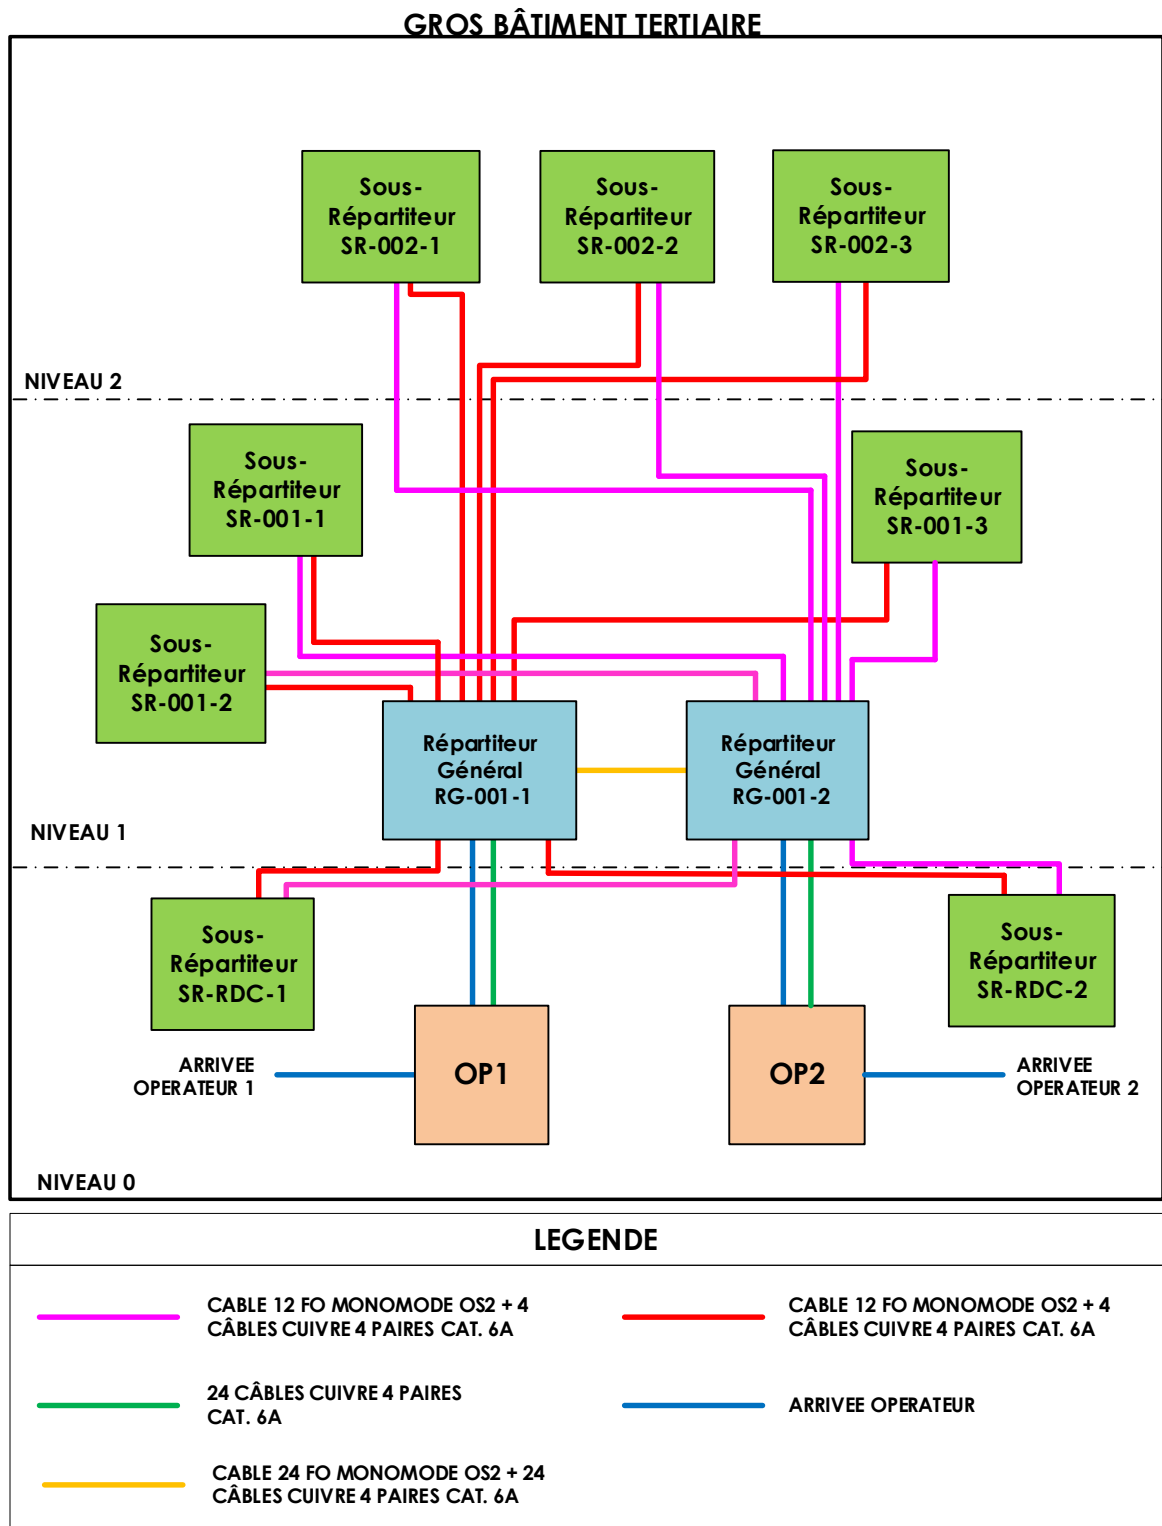 GROS BÂTIMENT TERTIAIRE
Sous-
Répartiteur
SR-002-1
Sous-
Répartiteur
SR-002-2
Sous-
Répartiteur
SR-002-3
NIVEAU 2
Sous-
Répartiteur
SR-001-1
Sous-
Répartiteur
SR-001-3
Sous-
Répartiteur
SR-001-2
Répartiteur
Général
RG-001-1
Répartiteur
Général
RG-001-2
NIVEAU 1
Sous-
Répartiteur
SR-RDC-1
Sous-
Répartiteur
SR-RDC-2
ARRIVEE
OPERATEUR 1
OP1
OP2
ARRIVEE
OPERATEUR 2
NIVEAU 0
LEGENDE
CABLE 12 FO MONOMODE OS2 + 4
CÂBLES CUIVRE 4 PAIRES CAT. 6A
CABLE 12 FO MONOMODE OS2 + 4
CÂBLES CUIVRE 4 PAIRES CAT. 6A
24 CÂBLES CUIVRE 4 PAIRES
CAT. 6A
ARRIVEE OPERATEUR
CABLE 24 FO MONOMODE OS2 + 24
CÂBLES CUIVRE 4 PAIRES CAT. 6A